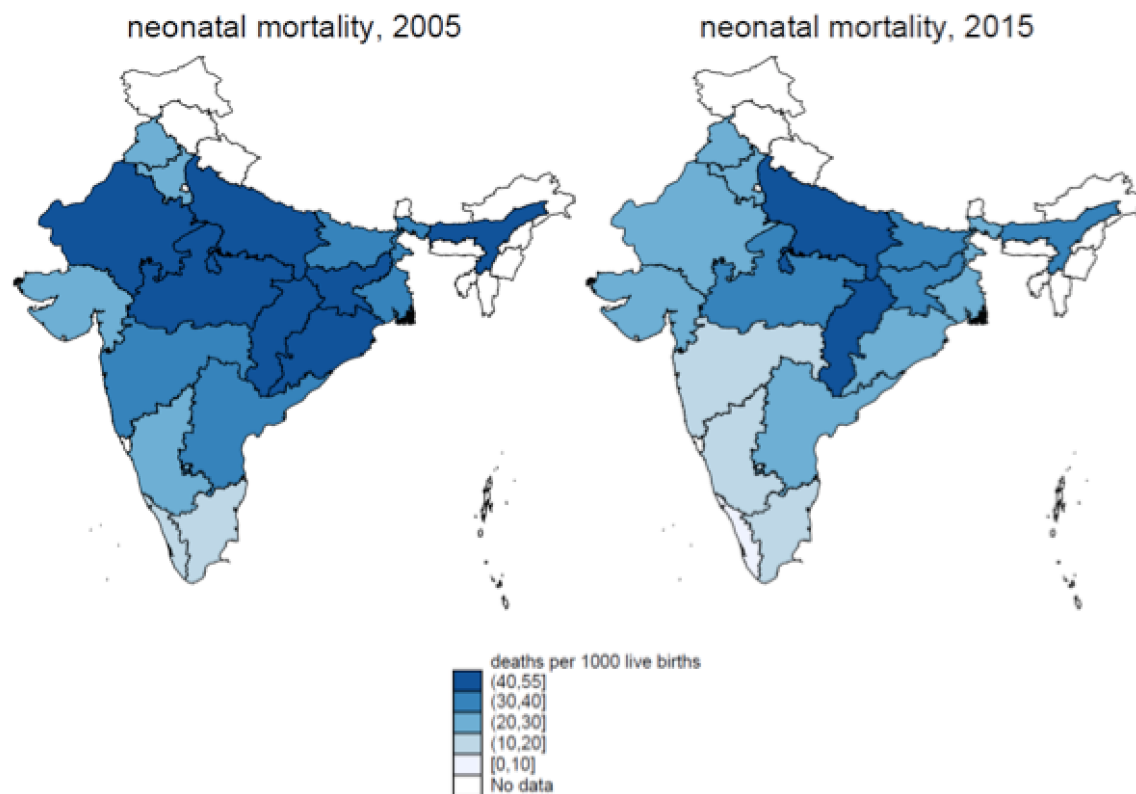 neonatal mortality, 2005
neonatal mortality, 2015
deaths per 1000 live births
(40,55]
(30,40]
(20,30]
(10,20]
[0,10]
No data